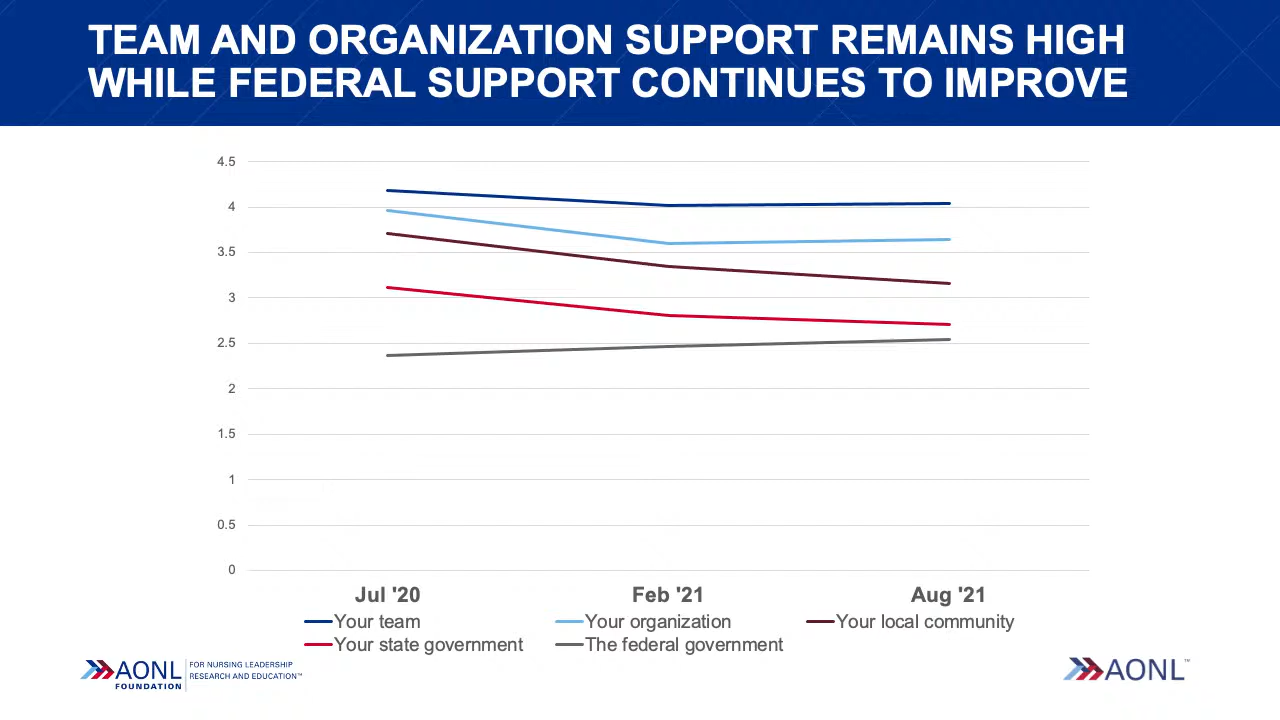 TEAM AND ORGANIZATION SUPPORT REMAINS HIGH
WHILE FEDERAL SUPPORT CONTINUES TO IMPROVE
4.5
4
3.5
3
2.5
2
1.5
1
0.5
0
Jul '20 Feb '21 Aug '21
Your team Your organization Your local community
Your state government The federal government
AONL
FOUNDATION
FOR NURSING LEADERSHIP
RESEARCH AND EDUCATION™
AONL™